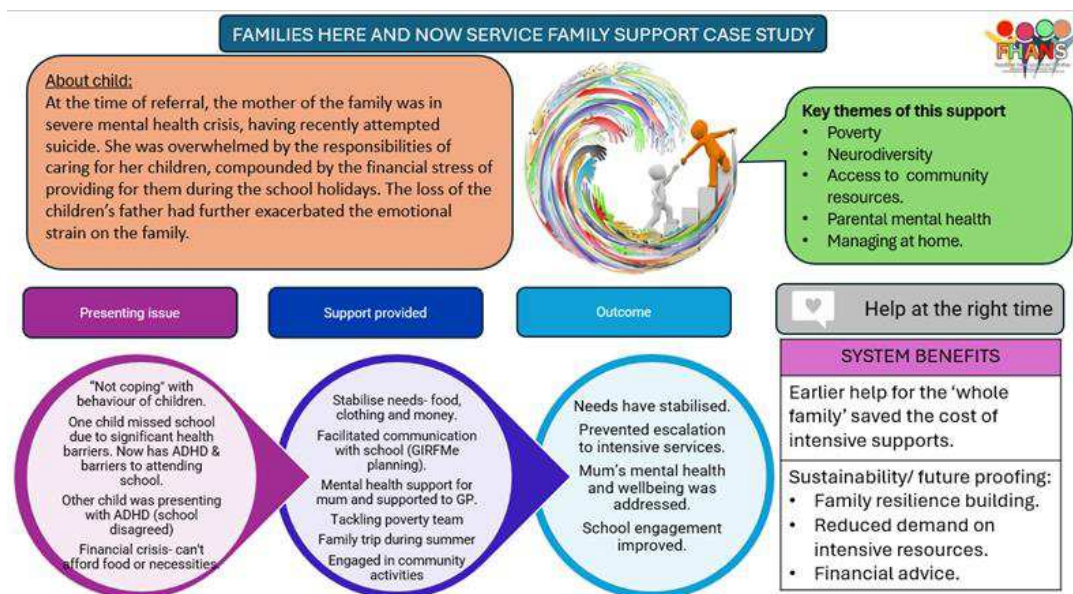 FAMILIES HERE AND NOW SERVICE FAMILY SUPPORT CASE STUDY
FHANS
About child:
At the time of referral, the mother of the family was in
severe mental health crisis, having recently attempted
suicide. She was overwhelmed by the responsibilities of
caring for her children, compounded by the financial stress of
providing for them during the school holidays. The loss of the
children’s father had further exacerbated the emotional
strain on the family.
Key themes of this support
• Poverty
• Neurodiversity
• Access to community
resources.
• Parental mental health
• Managing at home.
Presenting issue
“Not coping” with
behaviour of children.
One child missed school
due to significant health
barriers. Now has ADHD &
barriers to attending
school.
Other child was presenting
with ADHD (school
disagreed)
Financial crisis- can't
afford food or necessities.
Support provided
Stabilise needs- food,
clothing and money.
Facilitated communication
with school (GIRFMe
planning).
Mental health support for
mum and supported to GP.
Tackling poverty team
Family trip during summer
Engaged in community
activities
Outcome
Needs have stabilised.
Prevented escalation
to intensive services.
Mum’s mental health
and wellbeing was
addressed.
School engagement
improved.
Help at the right time
SYSTEM BENEFITS
Earlier help for the ‘whole
family’ saved the cost of
intensive supports.
Sustainability/ future proofing:
• Family resilience building.
• Reduced demand on
intensive resources.
• Financial advice.